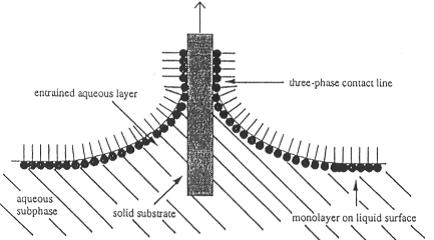 three-phase contact line
entrained aqueous layer
aqueous
subphase
solid substrate
monolayer on liquid surface